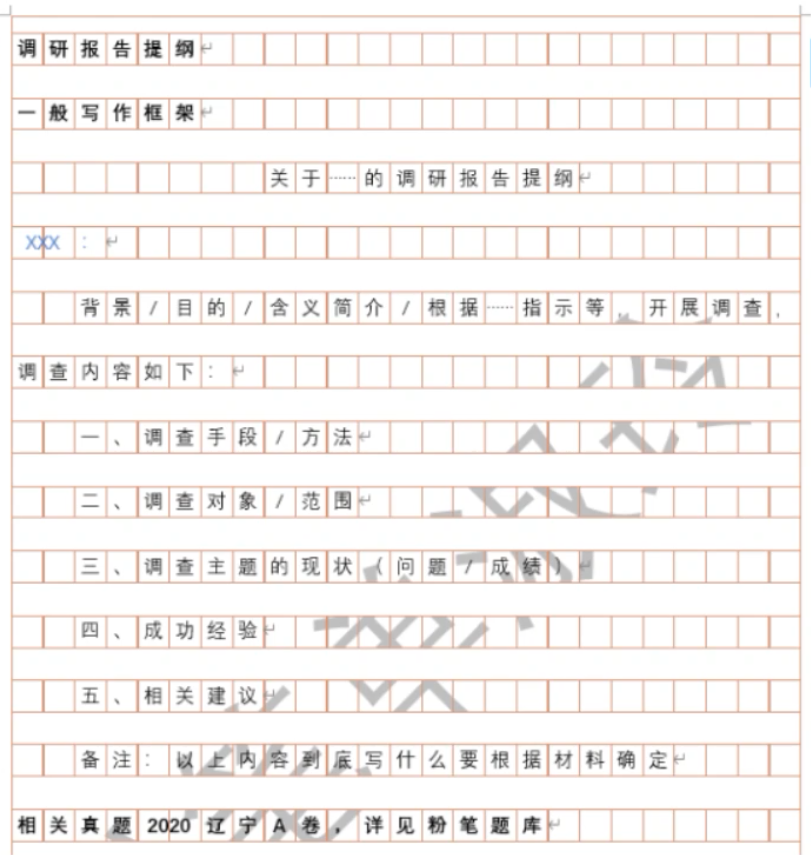 调研报告提纲
一般写作框架
关于……的调研报告提纲
XXX：
背景/目的/含义简介/根据……指示等，开展调查，
调查内容如下：
一、调查手段/方法
二、调查对象/范围
三、调查主题的现状（问题/成绩）
四、成功经验
五、相关建议
备注：以上内容到底写什么要根据材料确定
相关真题 2020 辽宁 A 卷，详见粉笔题库